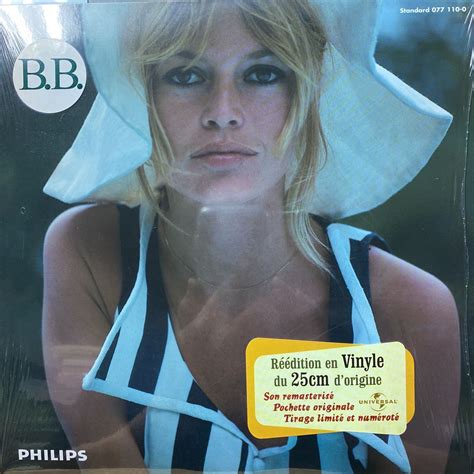 Standard 077 110-0
B.B.
Réédition en Vinyle
du 25cm d'origine
Son remasterisé
Pochette originale
UNIVERSAL
Tirage limité et numéroté
PHILIPS